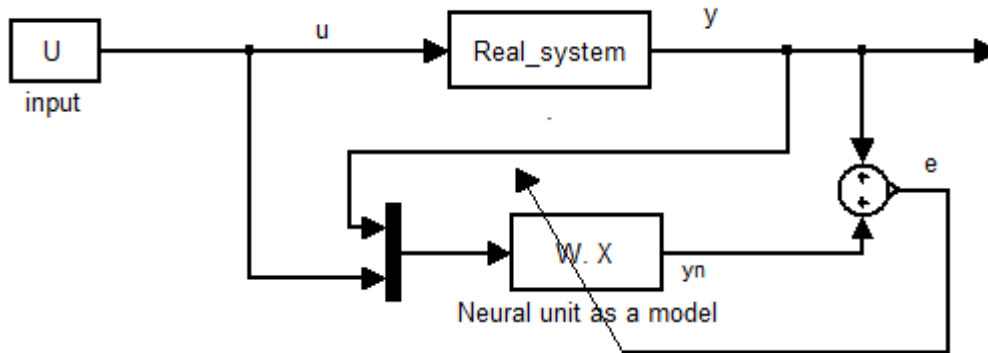 U
input
u
Real_system
y
e
W. X
yn
Neural unit as a model